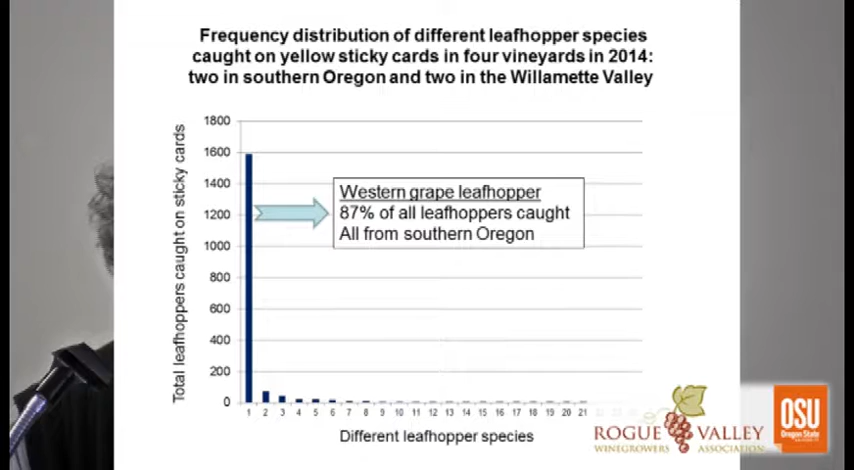 Frequency distribution of different leafhopper species
caught on yellow sticky cards in four vineyards in 2014:
two in southern Oregon and two in the Willamette Valley
Total leafhoppers caught on sticky cards
1800
1600
1400
1200
1000
800
600
400
200
0
Western grape leafhopper
87% of all leafhoppers caught
All from southern Oregon
1 2 3 4 5 6 7 8 9 10 11 12 13 14 15 16 17 18 19 20 21
Different leafhopper species
ROGUE VALLEY
WINEGROWERS ASSOCIATION
OSU
Oregon State